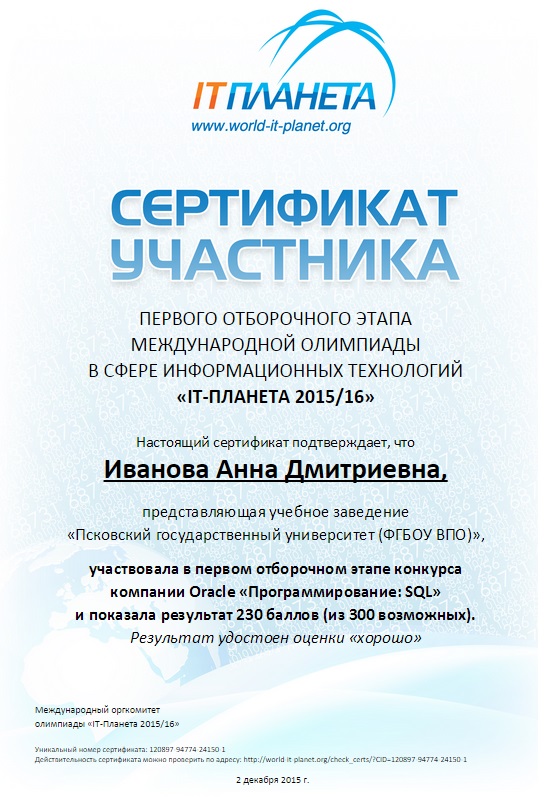 ITПЛАНЕТА
www.world-it-planet.org
СЕРТИФИКАТ
УЧАСТНИКА
ПЕРВОГО ОТБОРОЧНОГО ЭТАПА
МЕЖДУНАРОДНОЙ ОЛИМПИАДЫ
В СФЕРЕ ИНФОРМАЦИОННЫХ ТЕХНОЛОГИЙ
«IT-ПЛАНЕТА 2015/16»
Настоящий сертификат подтверждает, что
Иванова Анна Дмитриевна,
представляющая учебное заведение
«Псковский государственный университет (ФГБОУ ВПО)»,
участвовала в первом отборочном этапе конкурса
компании Oracle «Программирование: SQL»
и показала результат 230 баллов (из 300 возможных).
Результат удостоен оценки «хорошо»
Международный оргкомитет
олимпиады «IT-Планета 2015/16»
Уникальный номер сертификата: 120897-94774-24150-1
Действительность сертификата можно проверить по адресу: http://world-it-planet.org/check_certs/?CID=120897-94774-24150-1
2 декабря 2015 г.